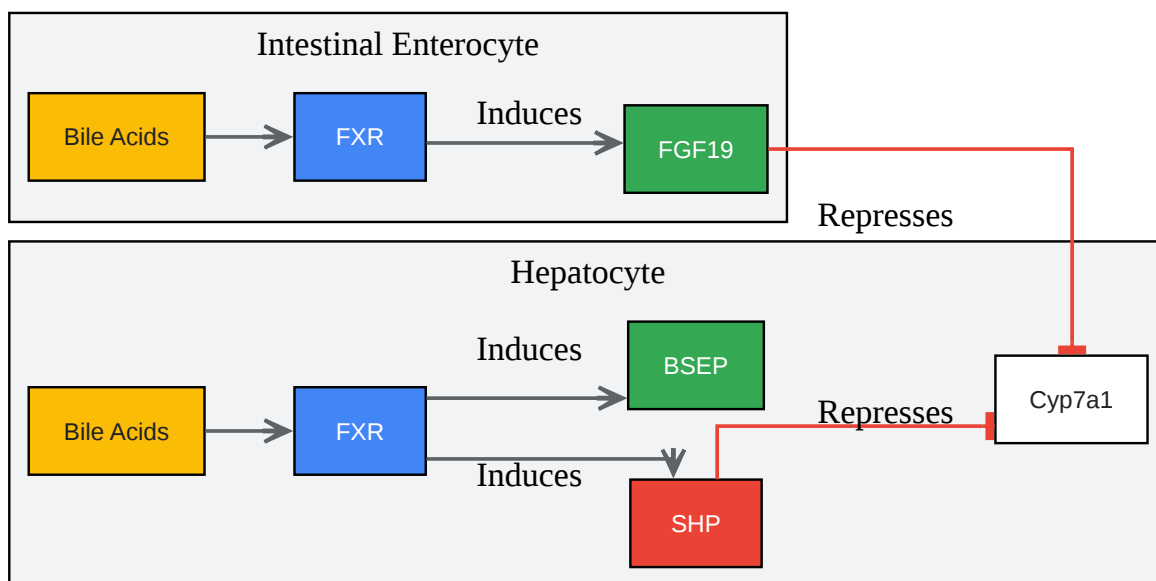 Intestinal Enterocyte
Bile Acids
FXR
Induces
FGF19
Represses
Hepatocyte
Induces
BSEP
Bile Acids
FXR
Represses
Cyp7a1
Induces
SHP